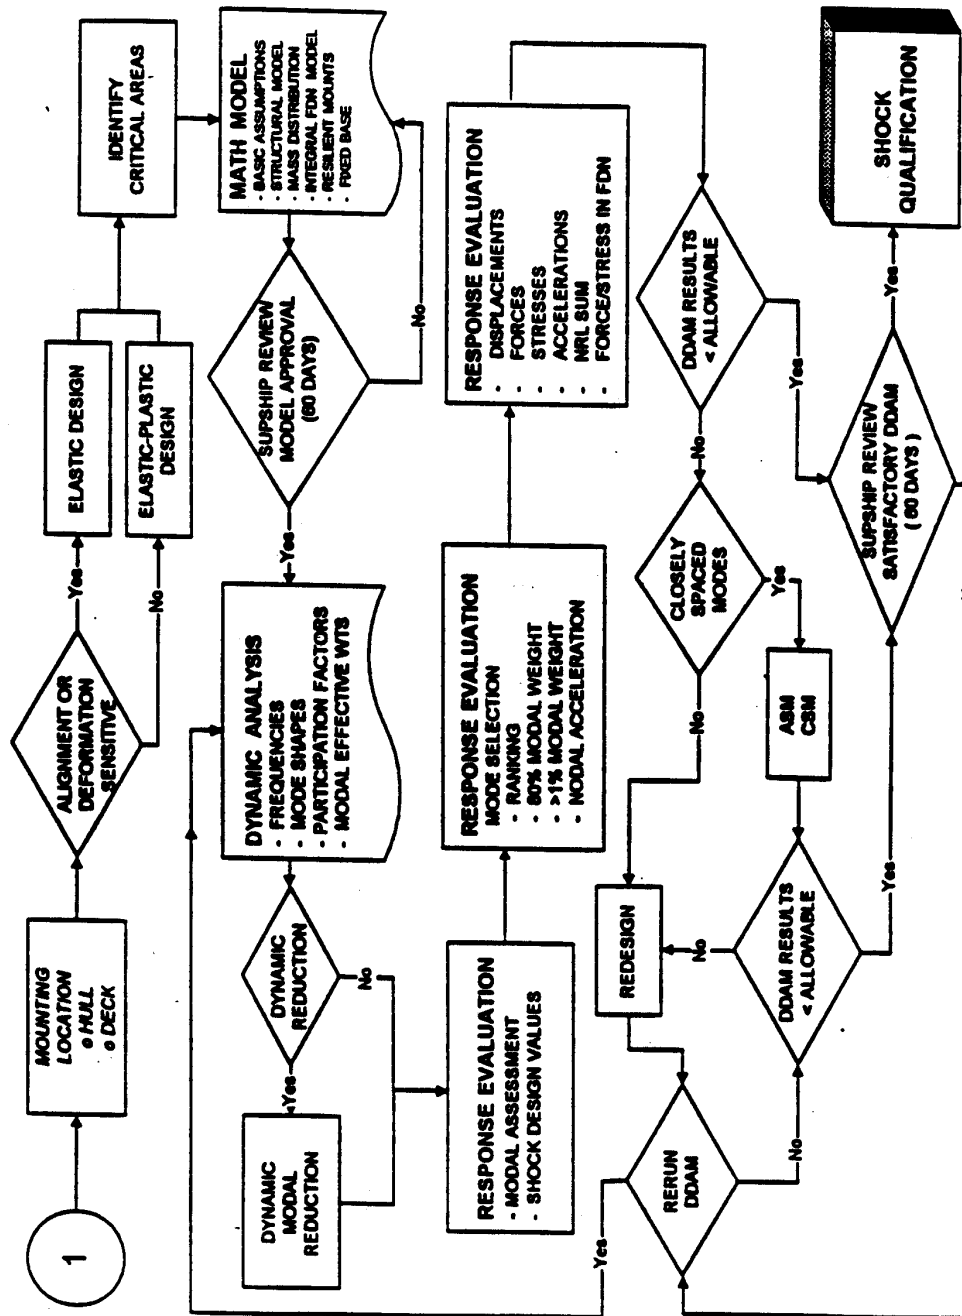 1
MOUNTING
LOCATION
● HULL
● DECK
ALIGNMENT OR
DEFORMATION
SENSITIVE
Yes
No
ELASTIC DESIGN
ELASTIC-PLASTIC
DESIGN
IDENTIFY
CRITICAL AREAS
MATH MODEL
- BASIC ASSUMPTIONS
- STRUCTURAL MODEL
- MASS DISTRIBUTION
- INTEGRAL FDN MODEL
- RESILIENT MOUNTS
- FIXED BASE
SUPSHIP REVIEW
MODEL APPROVAL
(60 DAYS)
No
Yes
DYNAMIC ANALYSIS
- FREQUENCIES
- MODE SHAPES
- PARTICIPATION FACTORS
- MODAL EFFECTIVE WTS
DYNAMIC
REDUCTION
Yes
No
DYNAMIC
MODAL
REDUCTION
RESPONSE EVALUATION
- MODAL ASSESSMENT
- SHOCK DESIGN VALUES
RESPONSE EVALUATION
MODE SELECTION
- RANKING
- 80% MODAL WEIGHT
- >1% MODAL WEIGHT
- NODAL ACCELERATION
RESPONSE EVALUATION
- DISPLACEMENTS
- FORCES
- STRESSES
- ACCELERATIONS
- NRL SUM
- FORCE/STRESS IN FDN
DDAM RESULTS
< ALLOWABLE
No
Yes
CLOSELY
SPACED
MODES
No
Yes
ASM
CSM
REDESIGN
DDAM RESULTS
< ALLOWABLE
No
Yes
RERUN
DDAM
Yes
No
SUPSHIP REVIEW
SATISFACTORY DDAM
( 60 DAYS )
Yes
SHOCK
QUALIFICATION